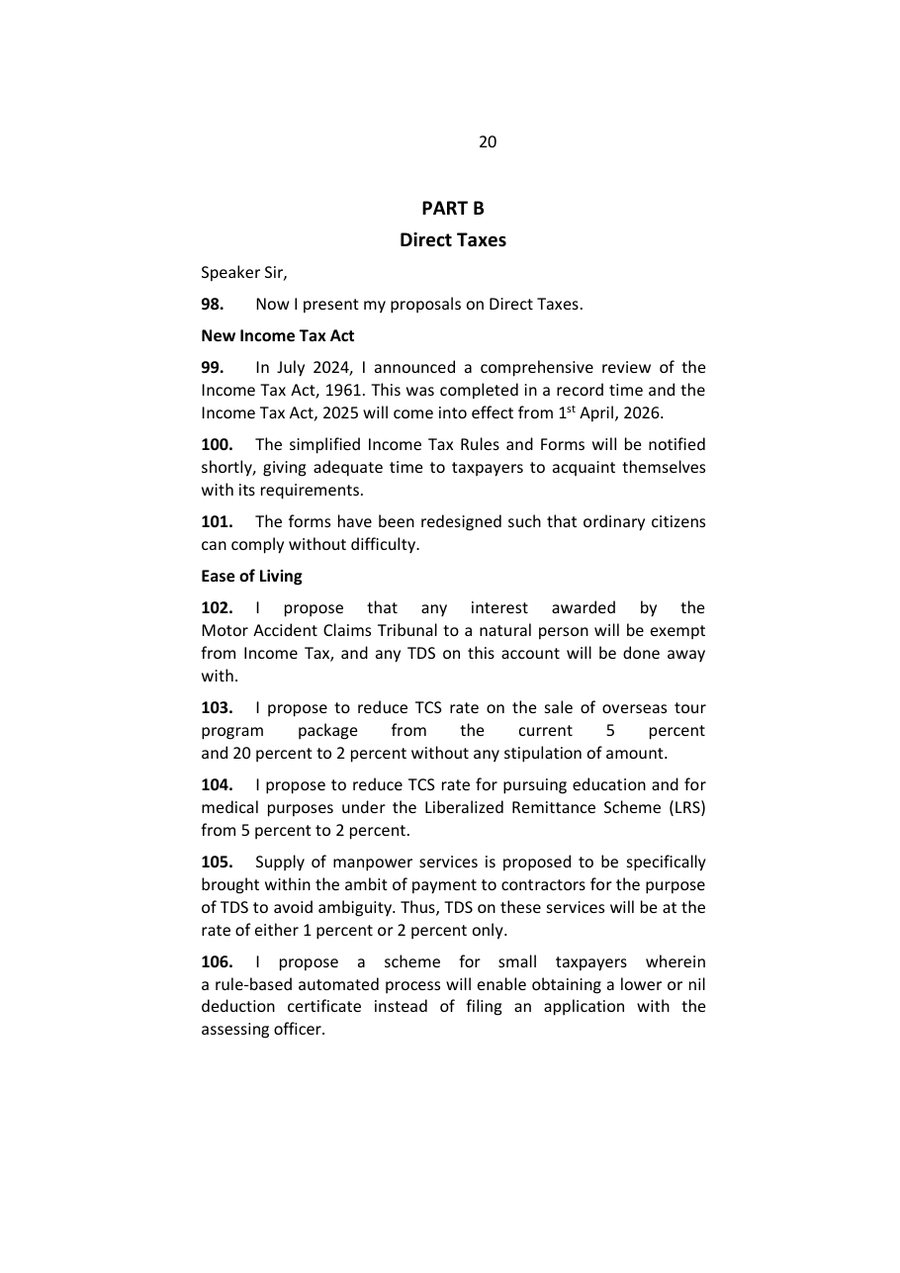 20
PART B
Direct Taxes
Speaker Sir,
98. Now I present my proposals on Direct Taxes.
New Income Tax Act
99. In July 2024, I announced a comprehensive review of the
Income Tax Act, 1961. This was completed in a record time and the
Income Tax Act, 2025 will come into effect from 1st April, 2026.
100. The simplified Income Tax Rules and Forms will be notified
shortly, giving adequate time to taxpayers to acquaint themselves
with its requirements.
101. The forms have been redesigned such that ordinary citizens
can comply without difficulty.
Ease of Living
102. I propose that any interest awarded by the
Motor Accident Claims Tribunal to a natural person will be exempt
from Income Tax, and any TDS on this account will be done away
with.
103. I propose to reduce TCS rate on the sale of overseas tour
program package from the current 5 percent
and 20 percent to 2 percent without any stipulation of amount.
104. I propose to reduce TCS rate for pursuing education and for
medical purposes under the Liberalized Remittance Scheme (LRS)
from 5 percent to 2 percent.
105. Supply of manpower services is proposed to be specifically
brought within the ambit of payment to contractors for the purpose
of TDS to avoid ambiguity. Thus, TDS on these services will be at the
rate of either 1 percent or 2 percent only.
106. I propose a scheme for small taxpayers wherein
a rule-based automated process will enable obtaining a lower or nil
deduction certificate instead of filing an application with the
assessing officer.